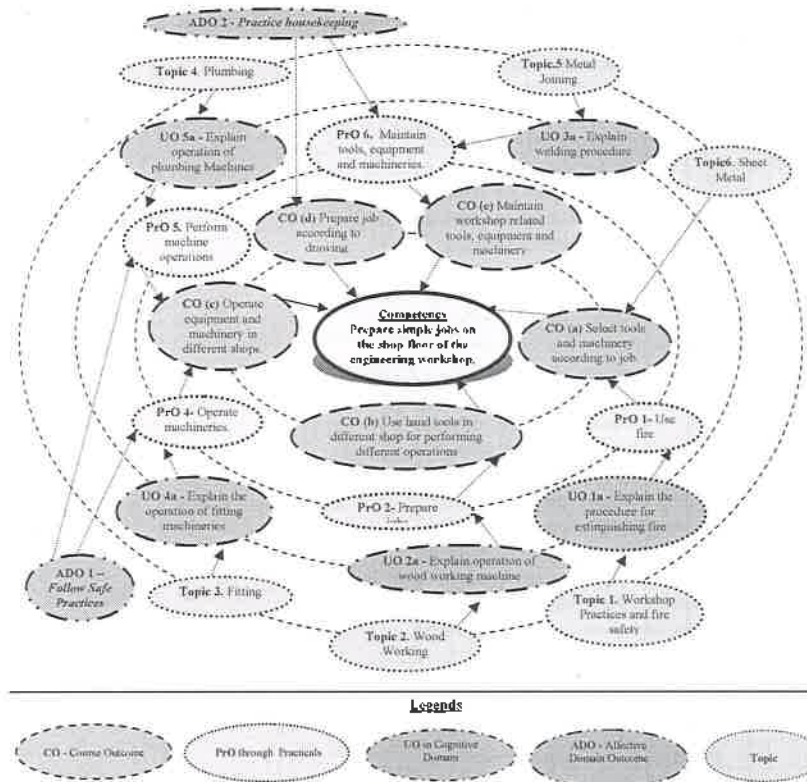 ADO 2 - Practice housekeeping
Topic 4. Plumbing
Topic.5 Metal
Joining
UO 5a - Explain
operation of
plumbing Machines
PrO 6. Maintain
tools, equipment
and machineries.
UO 3a - Explain
welding procedure
Topic6. Sheet
Metal
PrO 5. Perform
machine
operations
CO (d) Prepare job
according to
drawing
CO (e) Maintain
workshop related
tools, equipment and
machinery
CO (c) Operate
equipment and
machinery in
different shops
Competency
Prepare simple jobs on
the shop floor of the
engineering workshop.
CO (a) Select tools
and machinery
according to job
PrO 4- Operate
machineries.
CO (b) Use hand tools in
different shop for performing
different operations
PrO 1- Use
fire
UO 4a - Explain the
operation of fitting
machineries
PrO 2- Prepare
UO 1a - Explain the
procedure for
extinguishing fire
ADO 1 –
Follow Safe
Practices
Topic 3. Fitting
UO 2a - Explain operation of
wood working machine
Topic 2. Wood
Working
Topic 1. Workshop
Practices and fire
safety
Legends
CO - Course Outcome
PrO through Practicals
UO in Cognitive
Domain
ADO - Affective
Domain Outcome
Topic